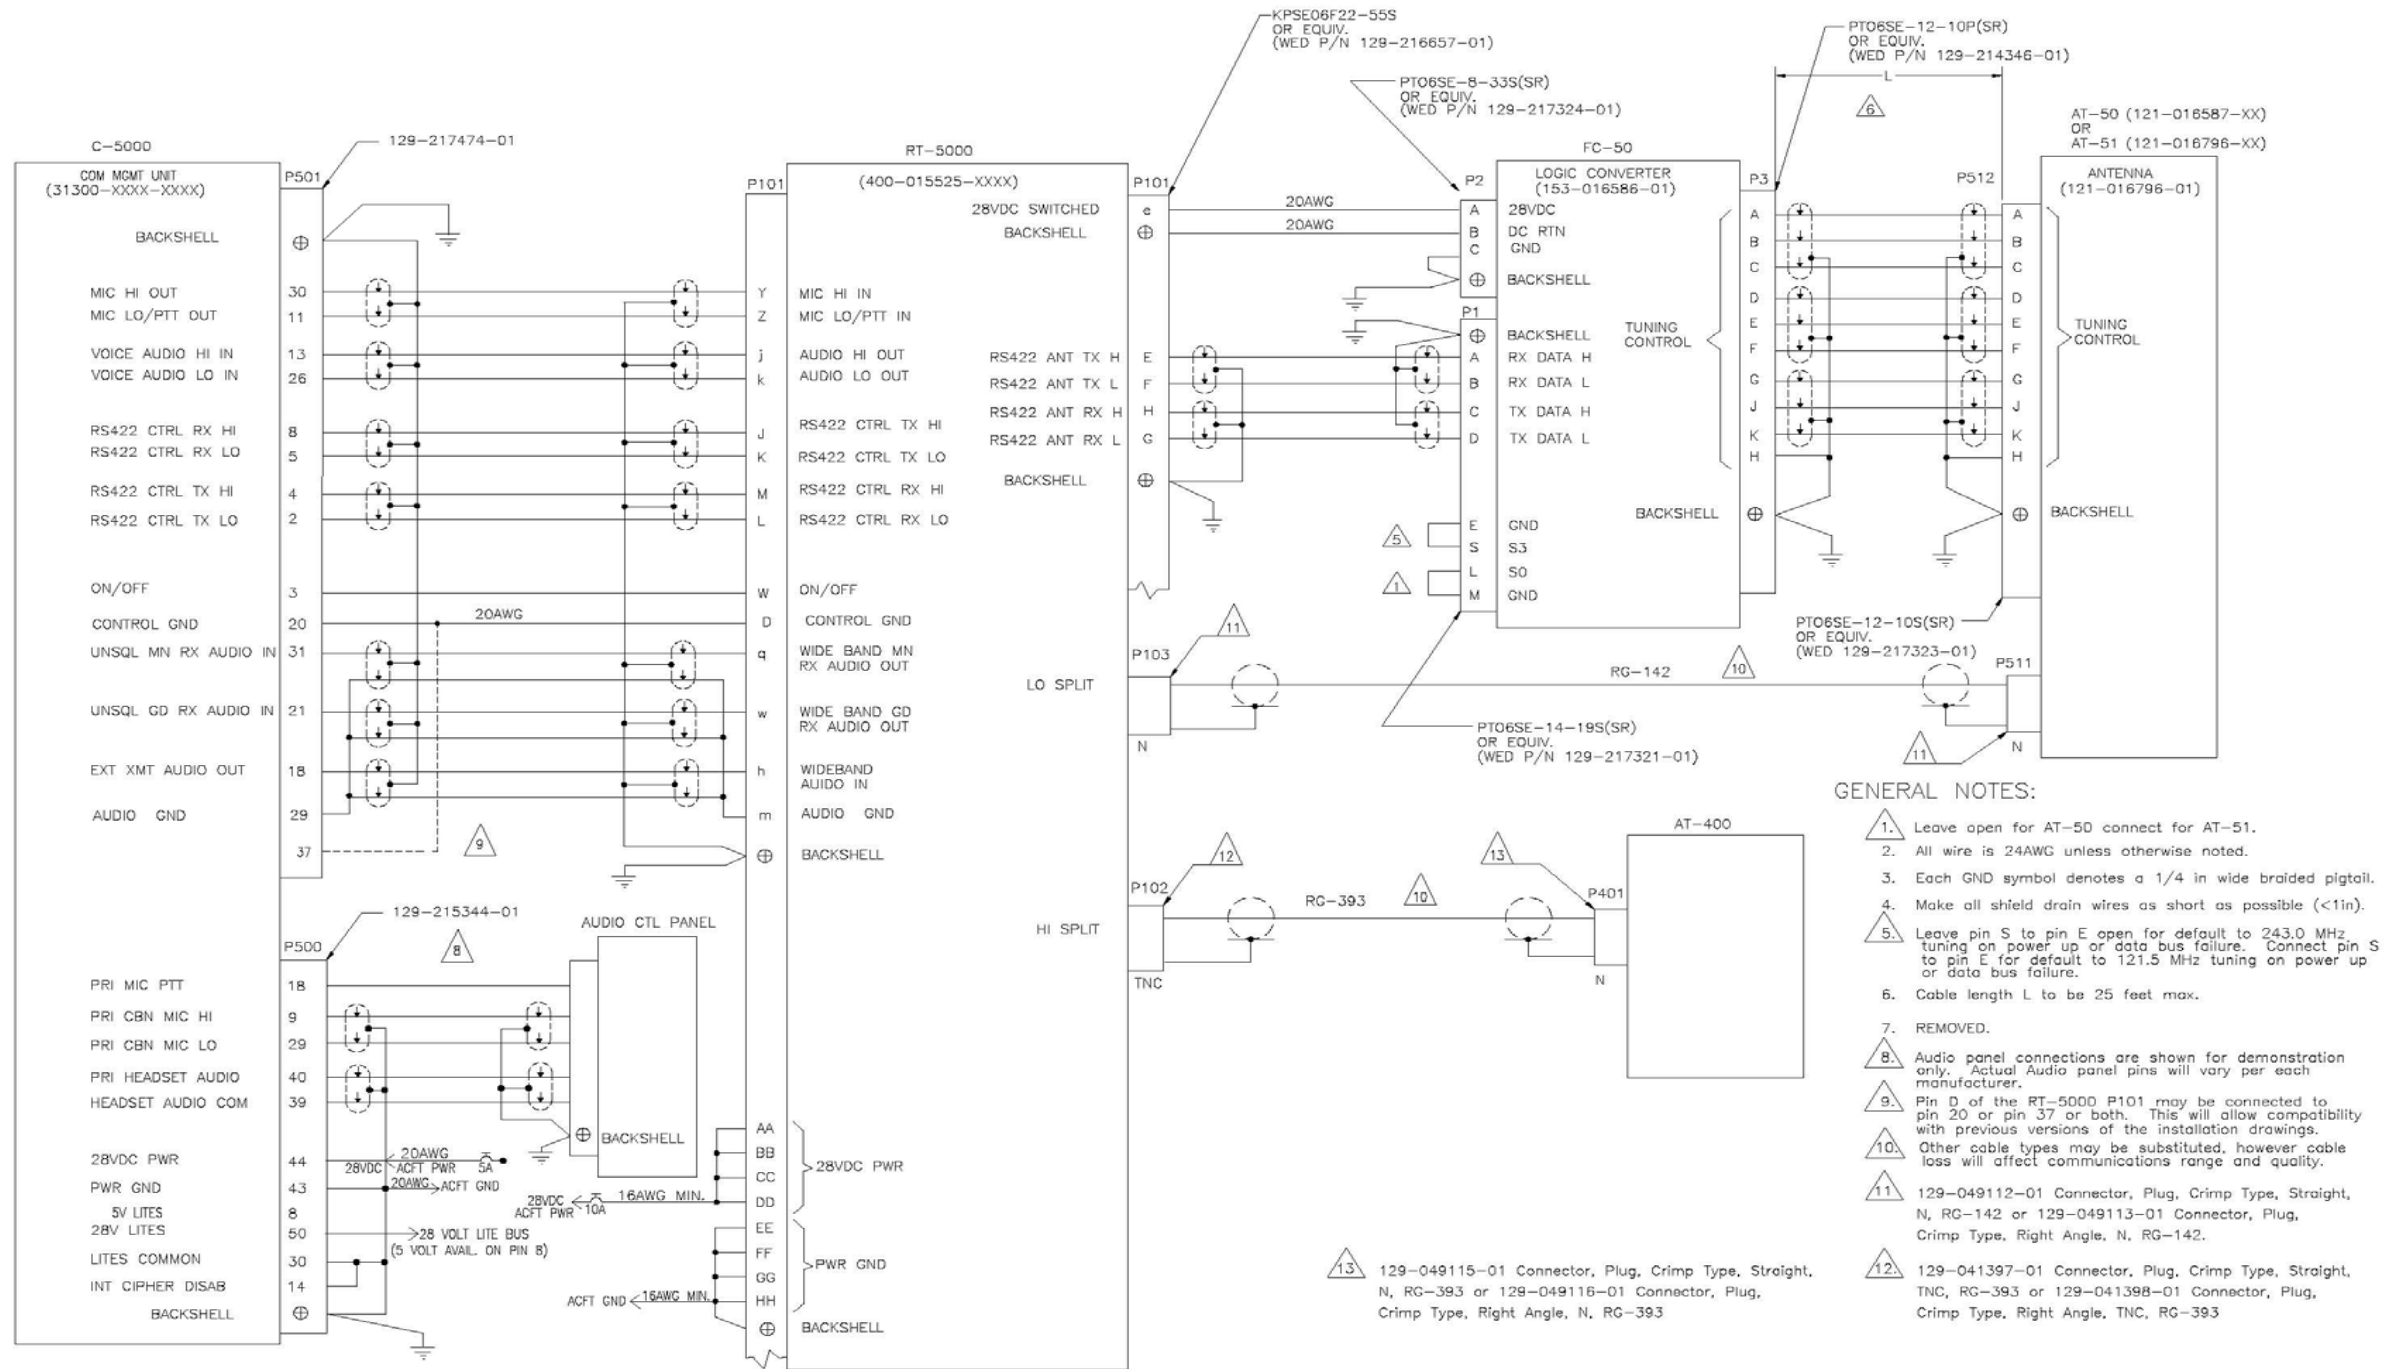 KPSE06F22-55S
OR EQUIV.
(WED P/N 129-216657-01)
PT06SE-12-10P(SR)
OR EQUIV.
(WED P/N 129-214346-01)
L
PT06SE-8-33S(SR)
OR EQUIV.
(WED P/N 129-217324-01)
6
AT-50 (121-016587-XX)
OR
AT-51 (121-016796-XX)
C-5000
129-217474-01
COM MGMT UNIT
(31300-XXXX-XXXX)
P501
BACKSHELL
MIC HI OUT 30
MIC LO/PTT OUT 11
VOICE AUDIO HI IN 13
VOICE AUDIO LO IN 26
RS422 CTRL RX HI 8
RS422 CTRL RX LO 5
RS422 CTRL TX HI 4
RS422 CTRL TX LO 2
ON/OFF 3
CONTROL GND 20
20AWG
UNSQL MN RX AUDIO IN 31
UNSQL GD RX AUDIO IN 21
EXT XMT AUDIO OUT 18
AUDIO GND 29
37
9
129-215344-01
8
P500
AUDIO CTL PANEL
PRI MIC PTT 18
PRI CBN MIC HI 9
PRI CBN MIC LO 29
PRI HEADSET AUDIO 40
HEADSET AUDIO COM 39
BACKSHELL
28VDC PWR 44
20AWG
28VDC ACFT PWR 5A
PWR GND 43
20AWG ACFT GND
5V LITES 8
28V LITES 50
28 VOLT LITE BUS
(5 VOLT AVAIL. ON PIN 8)
LITES COMMON 30
INT CIPHER DISAB 14
BACKSHELL
RT-5000
(400-015525-XXXX)
P101
Y MIC HI IN
Z MIC LO/PTT IN
j AUDIO HI OUT
k AUDIO LO OUT
J RS422 CTRL TX HI
K RS422 CTRL TX LO
M RS422 CTRL RX HI
L RS422 CTRL RX LO
W ON/OFF
D CONTROL GND
q WIDE BAND MN
RX AUDIO OUT
w WIDE BAND GD
RX AUDIO OUT
h WIDEBAND
AUIDO IN
m AUDIO GND
BACKSHELL
AA
BB
CC
DD
28VDC PWR
28VDC
ACFT PWR
10A
16AWG MIN.
EE
FF
GG
HH
PWR GND
ACFT GND
16AWG MIN.
BACKSHELL
P101
28VDC SWITCHED e
BACKSHELL
20AWG
20AWG
RS422 ANT TX H E
RS422 ANT TX L F
RS422 ANT RX H H
RS422 ANT RX L G
BACKSHELL
P103
11
LO SPLIT
N
RG-142
10
P102
12
HI SPLIT
TNC
RG-393
10
13
P401
N
AT-400
FC-50
LOGIC CONVERTER
(153-016586-01)
P2
A 28VDC
B DC RTN
C GND
BACKSHELL
P1
BACKSHELL
A RX DATA H
B RX DATA L
C TX DATA H
D TX DATA L
5
E GND
S S3
1
L S0
M GND
PT06SE-14-19S(SR)
OR EQUIV.
(WED P/N 129-217321-01)
TUNING
CONTROL
P3
A
B
C
D
E
F
G
J
K
H
BACKSHELL
P512
ANTENNA
(121-016796-01)
A
B
C
D
E
F
G
J
K
H
TUNING
CONTROL
BACKSHELL
PT06SE-12-10S(SR)
OR EQUIV.
(WED 129-217323-01)
P511
11
N
GENERAL NOTES:
1. Leave open for AT-50 connect for AT-51.
2. All wire is 24AWG unless otherwise noted.
3. Each GND symbol denotes a 1/4 in wide braided pigtail.
4. Make all shield drain wires as short as possible (<1in).
5. Leave pin S to pin E open for default to 243.0 MHz
tuning on power up or data bus failure. Connect pin S
to pin E for default to 121.5 MHz tuning on power up
or data bus failure.
6. Cable length L to be 25 feet max.
7. REMOVED.
8. Audio panel connections are shown for demonstration
only. Actual Audio panel pins will vary per each
manufacturer.
9. Pin D of the RT-5000 P101 may be connected to
pin 20 or pin 37 or both. This will allow compatibility
with previous versions of the installation drawings.
10. Other cable types may be substituted, however cable
loss will affect communications range and quality.
11 129-049112-01 Connector, Plug, Crimp Type, Straight,
N, RG-142 or 129-049113-01 Connector, Plug,
Crimp Type, Right Angle, N, RG-142.
12. 129-041397-01 Connector, Plug, Crimp Type, Straight,
TNC, RG-393 or 129-041398-01 Connector, Plug,
Crimp Type, Right Angle, TNC, RG-393
13 129-049115-01 Connector, Plug, Crimp Type, Straight,
N, RG-393 or 129-049116-01 Connector, Plug,
Crimp Type, Right Angle, N, RG-393